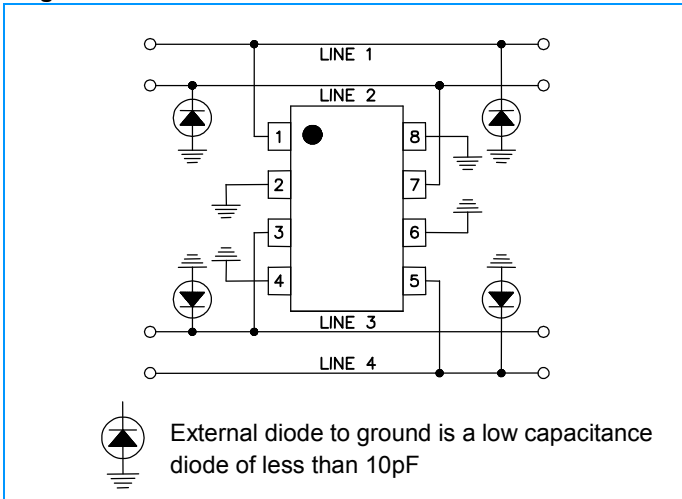 LINE 1
LINE 2
1
8
2
7
3
6
4
5
LINE 3
LINE 4
External diode to ground is a low capacitance
diode of less than 10pF